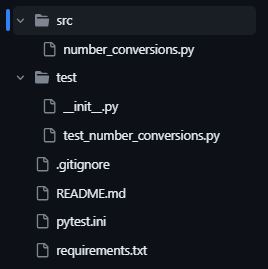 src
number_conversions.py
test
__init__.py
test_number_conversions.py
.gitignore
README.md
pytest.ini
requirements.txt